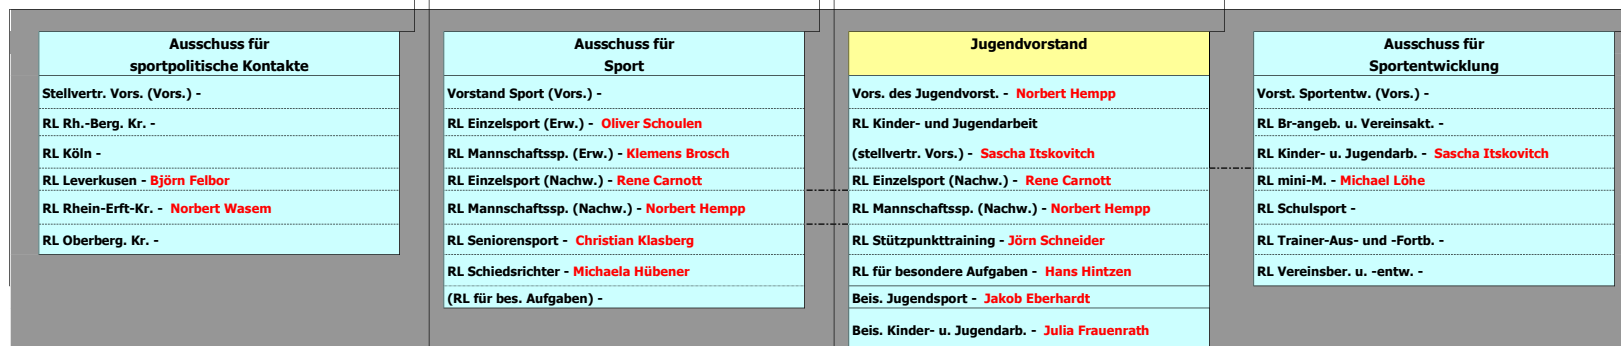 Ausschuss für
sportpolitische Kontakte
Stellvertr. Vors. (Vors.) -
RL Rh.-Berg. Kr. -
RL Köln -
RL Leverkusen - Björn Felbor
RL Rhein-Erft-Kr. - Norbert Wasem
RL Oberberg. Kr. -
Ausschuss für
Sport
Vorstand Sport (Vors.) -
RL Einzelsport (Erw.) - Oliver Schoulen
RL Mannschaftssp. (Erw.) - Klemens Brosch
RL Einzelsport (Nachw.) - Rene Carnott
RL Mannschaftssp. (Nachw.) - Norbert Hempp
RL Seniorensport - Christian Klasberg
RL Schiedsrichter - Michaela Hübener
(RL für bes. Aufgaben) -
Jugendvorstand
Vors. des Jugendvorst. - Norbert Hempp
RL Kinder- und Jugendarbeit
(stellvertr. Vors.) - Sascha Itskovitch
RL Einzelsport (Nachw.) - Rene Carnott
RL Mannschaftssp. (Nachw.) - Norbert Hempp
RL Stützpunkttraining - Jörn Schneider
RL für besondere Aufgaben - Hans Hintzen
Beis. Jugendsport - Jakob Eberhardt
Beis. Kinder- u. Jugendarb. - Julia Frauenrath
Ausschuss für
Sportentwicklung
Vorst. Sportentw. (Vors.) -
RL Br-angeb. u. Vereinsakt. -
RL Kinder- u. Jugendarb. - Sascha Itskovitch
RL mini-M. - Michael Löhe
RL Schulsport -
RL Trainer-Aus- und -Fortb. -
RL Vereinsber. u. -entw. -